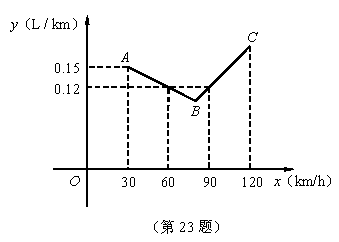 y (L / km)
C
A
0.15
0.12
B
O
30
60
90
120
x (km/h)
(第 23 题)